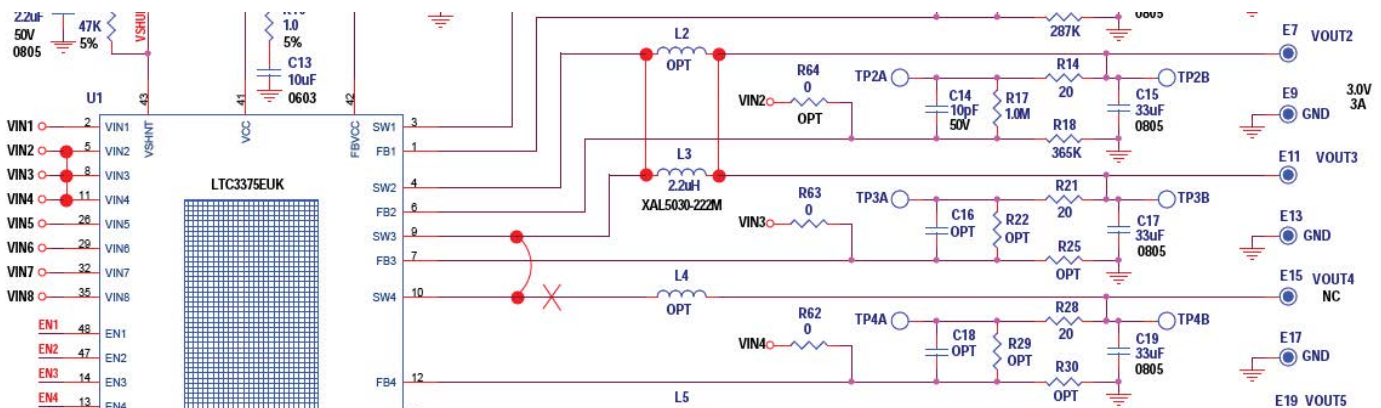 2.2uF
50V
0805
47K
5%
VSHU
1.0
5%
C13
10uF
0603
U1
43
41
42
VIN1
VIN2
VIN3
VIN4
VIN5
VIN6
VIN7
VIN8
EN1
EN2
EN3
EN4
2
5
8
11
26
29
32
35
48
47
14
13
VIN1
VIN2
VIN3
VIN4
VIN5
VIN6
VIN7
VIN8
EN1
EN2
EN3
EN4
VSHNT
VCC
FBVCC
LTC3375EUK
SW1
FB1
SW2
FB2
SW3
FB3
SW4
FB4
3
1
4
6
9
7
10
12
L2
OPT
L3
2.2uH
XAL5030-222M
L4
OPT
L5
287K
0805
R64
0
OPT
VIN2
TP2A
C14
10pF
50V
R17
1.0M
R14
20
R18
365K
TP2B
C15
33uF
0805
E7 VOUT2
E9
GND
3.0V
3A
R63
0
VIN3
TP3A
C16
OPT
R22
OPT
R21
20
R25
OPT
TP3B
C17
33uF
0805
E11 VOUT3
E13
GND
R62
0
VIN4
TP4A
C18
OPT
R29
OPT
R28
20
R30
OPT
TP4B
C19
33uF
0805
E15 VOUT4
NC
E17
GND
E19 VOUT5